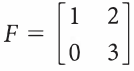 F = [1 2
0 3]